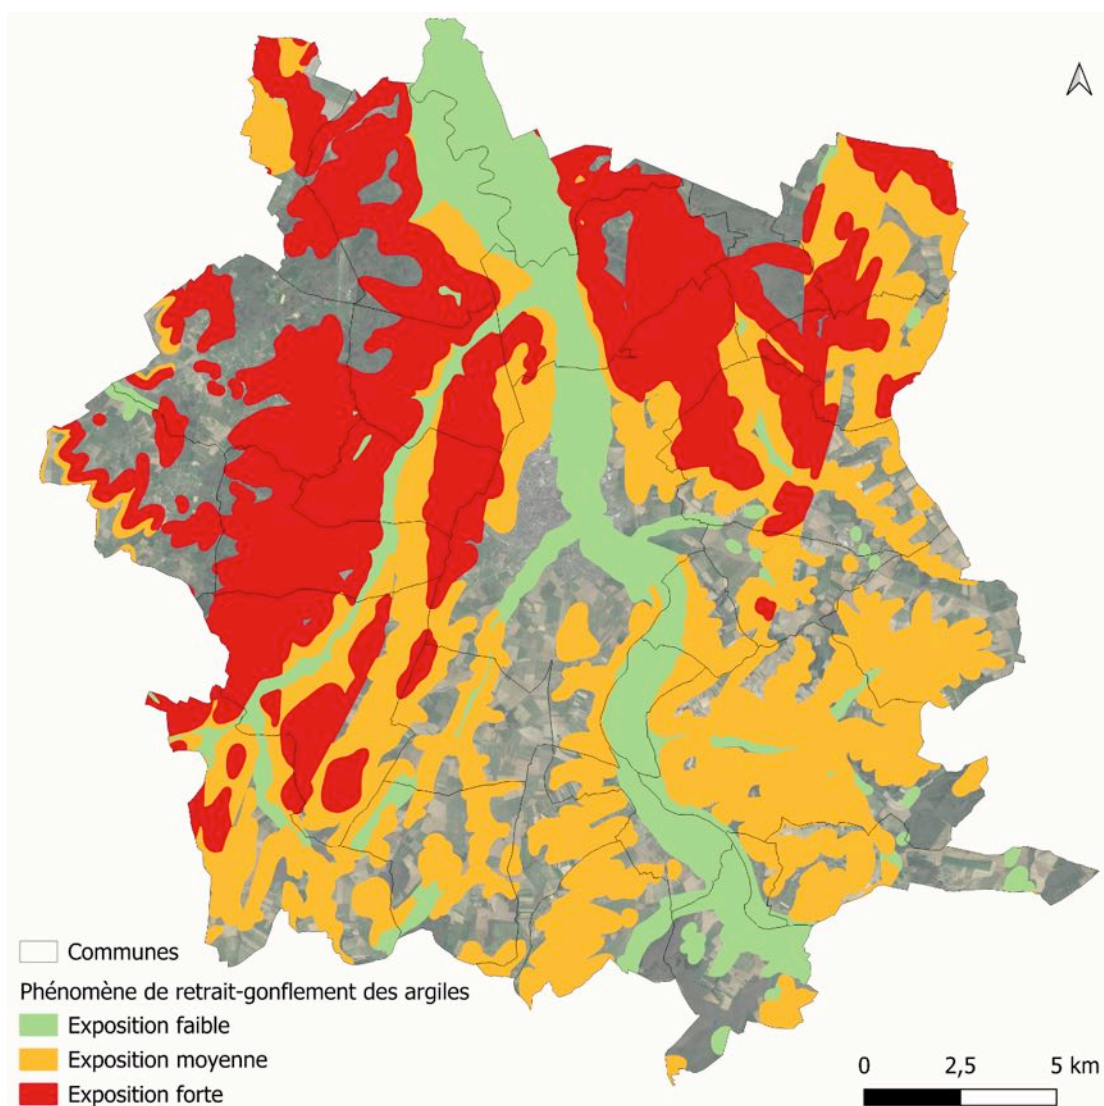 Communes
Phénomène de retrait-gonflement des argiles
Exposition faible
Exposition moyenne
Exposition forte
0 2,5 5 km